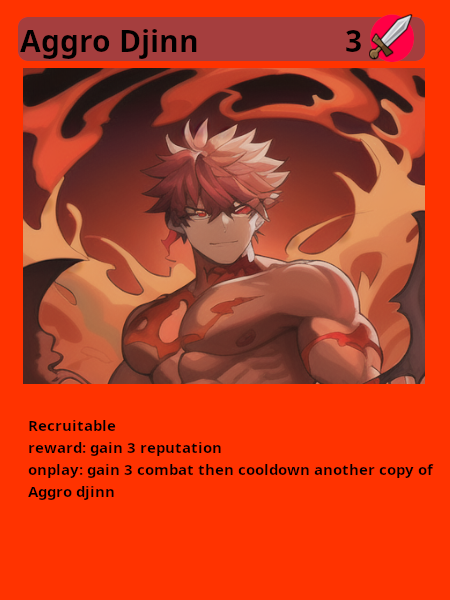 Aggro Djinn 3
Recruitable
reward: gain 3 reputation
onplay: gain 3 combat then cooldown another copy of
Aggro djinn